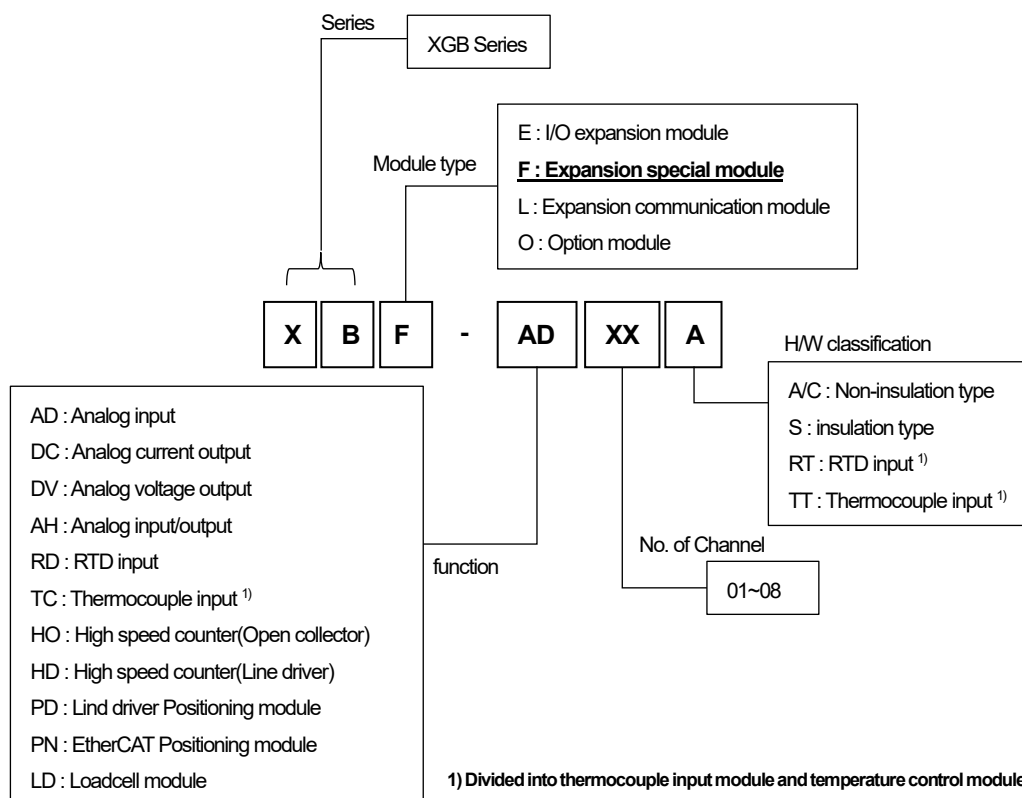 Series
XGB Series
E : I/O expansion module
Module type
F : Expansion special module
L : Expansion communication module
O : Option module
X B F - AD XX A
H/W classification
A/C : Non-insulation type
S : insulation type
RT : RTD input 1)
TT : Thermocouple input 1)
AD : Analog input
DC : Analog current output
DV : Analog voltage output
AH : Analog input/output
RD : RTD input
TC : Thermocouple input 1)
HO : High speed counter(Open collector)
HD : High speed counter(Line driver)
PD : Lind driver Positioning module
PN : EtherCAT Positioning module
LD : Loadcell module
function
No. of Channel
01~08
1) Divided into thermocouple input module and temperature control module